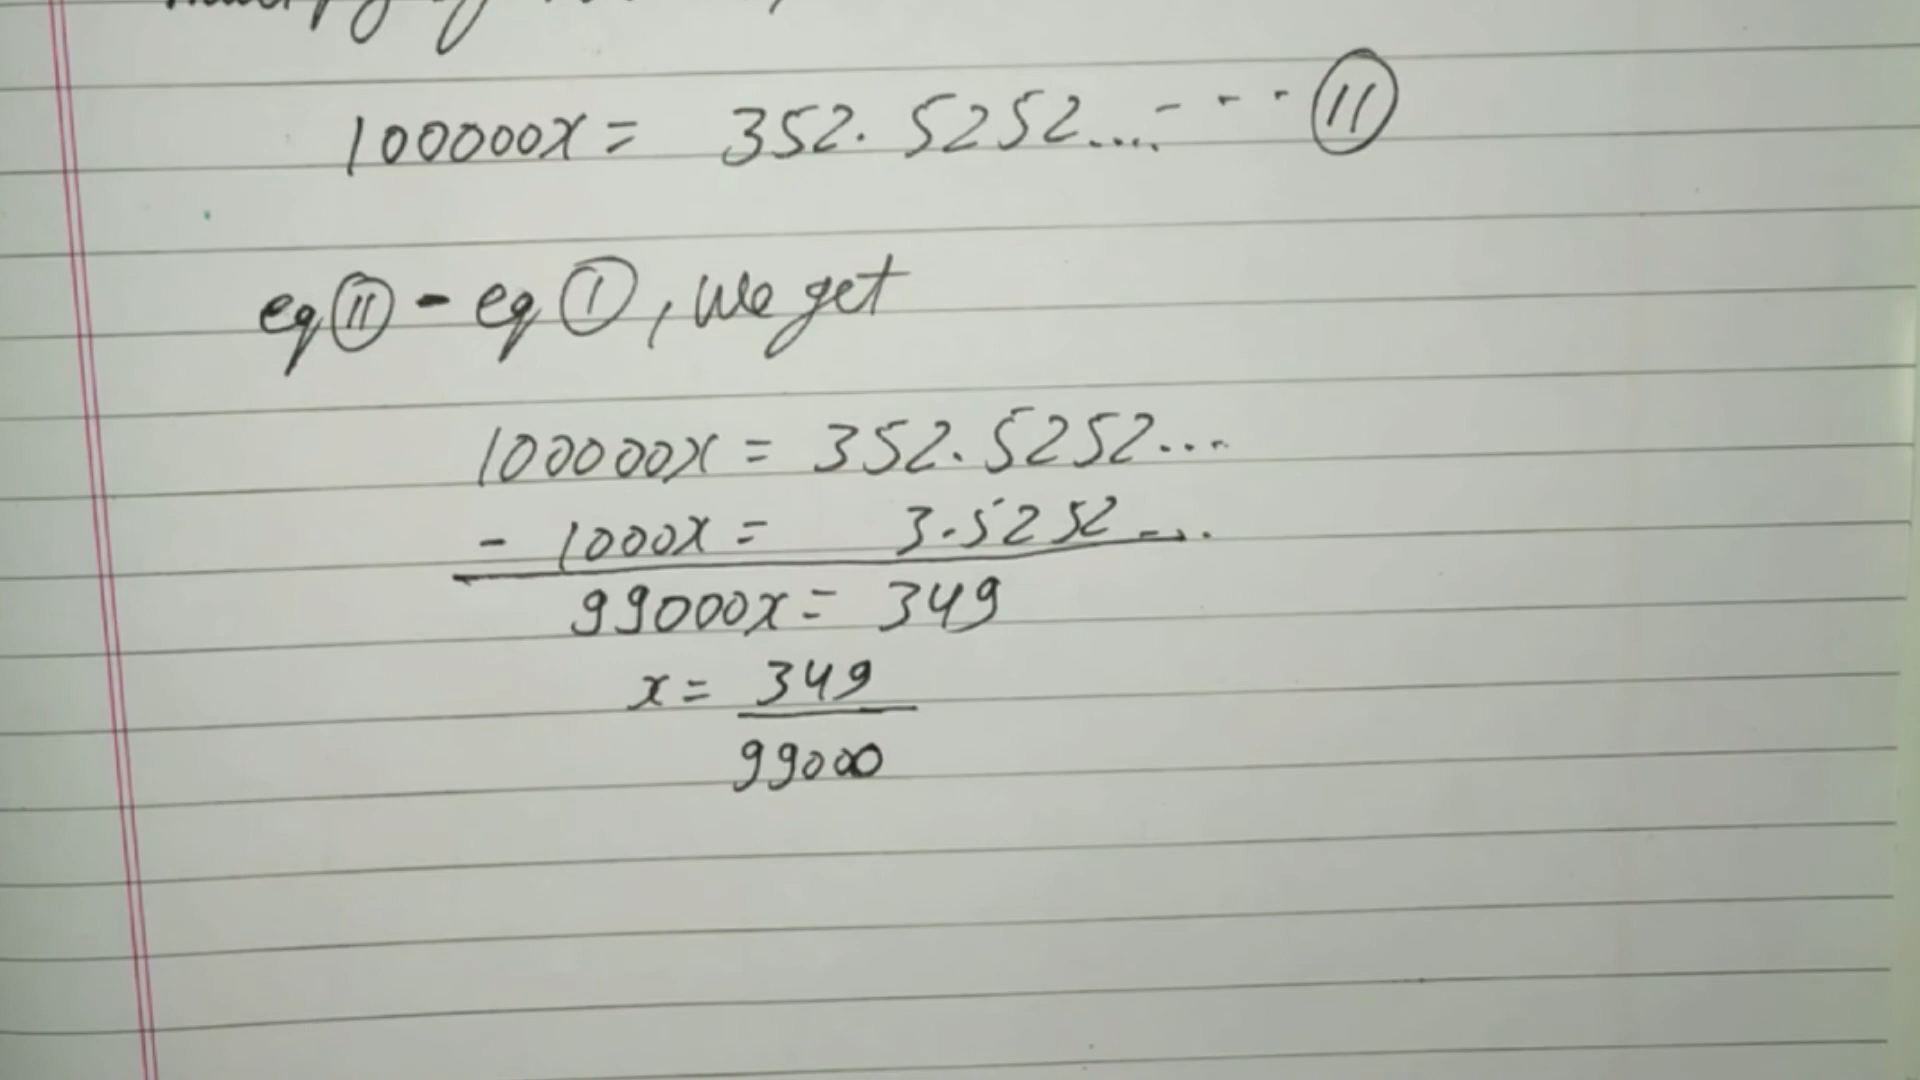 100000x = 352.5252....--- (II)
eq (II) - eq (I), we get
100000x = 352.5252...
- 1000x = 3.5252...
99000x = 349
x = 349
99000